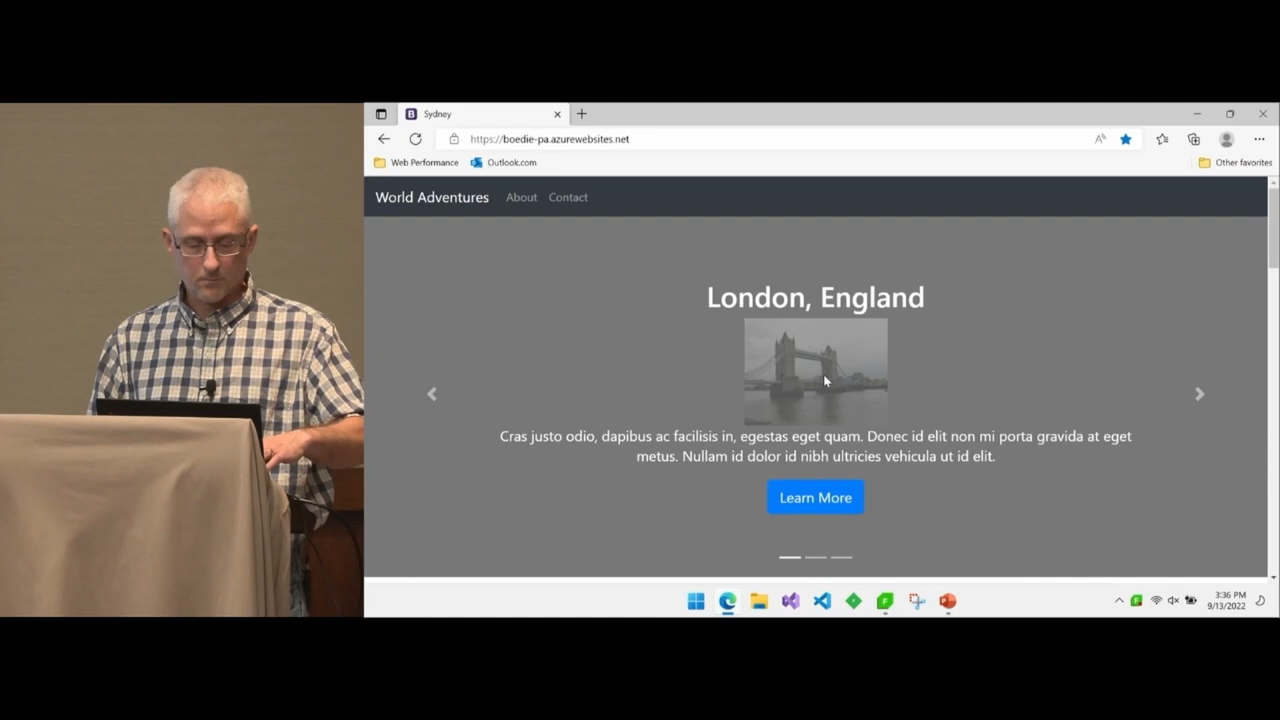 Sydney
https://boedie-pa.azurewebsites.net
Web Performance
Outlook.com
Other favorites
World Adventures
About
Contact
London, England
Cras justo odio, dapibus ac facilisis in, egestas eget quam. Donec id elit non mi porta gravida at eget
metus. Nullam id dolor id nibh ultricies vehicula ut id elit.
Learn More
3:36 PM
9/13/2022